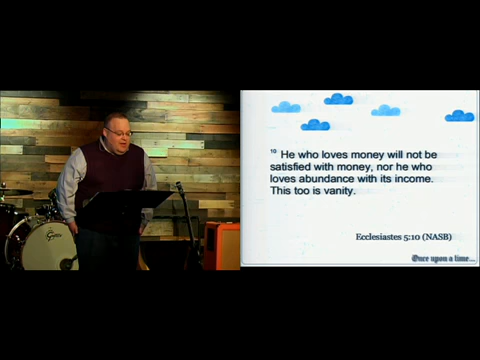 10 He who loves money will not be
satisfied with money, nor he who
loves abundance with its income.
This too is vanity.
Ecclesiastes 5:10 (NASB)
Once upon a time...
Gretsch